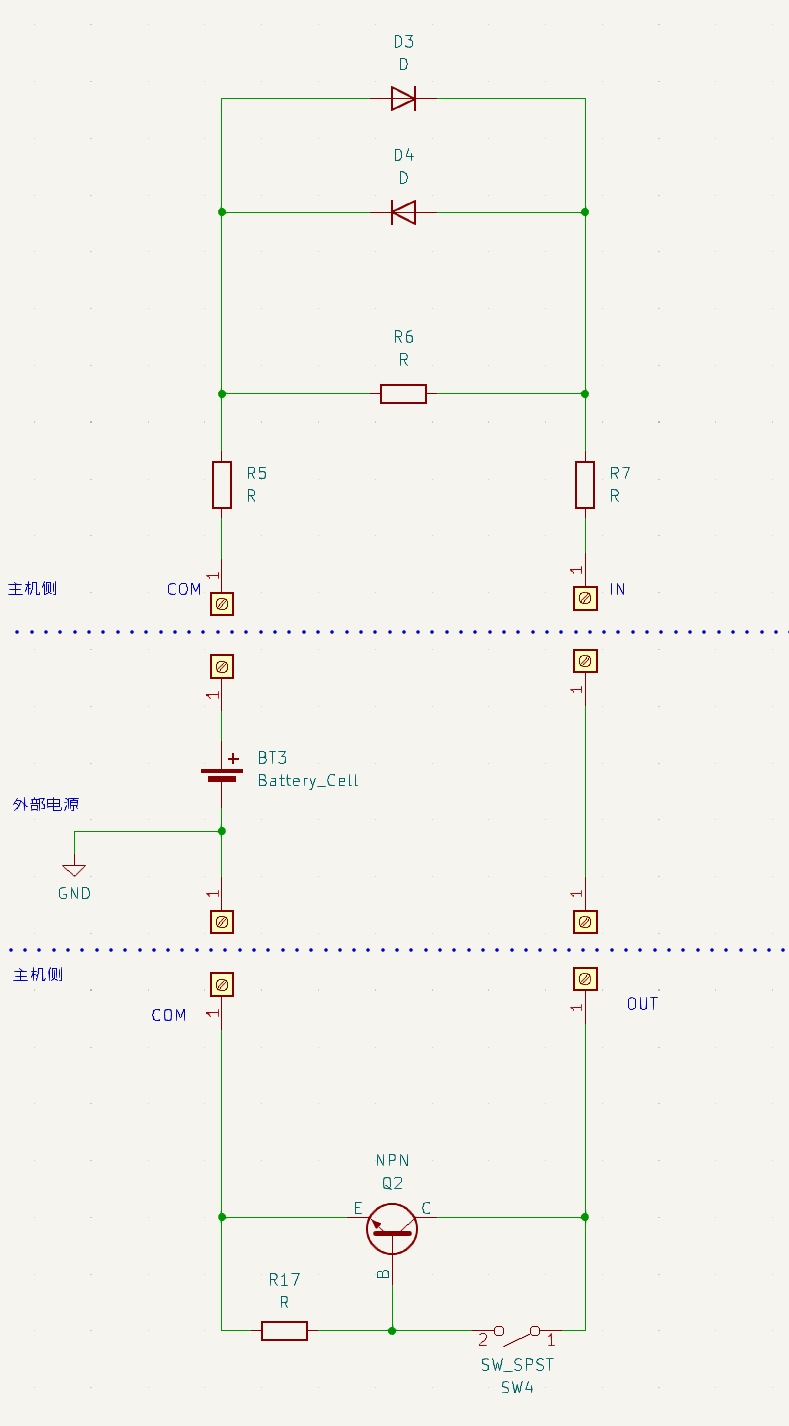 D3
D
D4
D
R6
R
R5
R
R7
R
1
1
主机侧
COM
IN
1
1
BT3
Battery_Cell
外部电源
GND
1
1
主机侧
COM
1
1
OUT
NPN
Q2
E
C
B
R17
R
2
1
SW_SPST
SW4